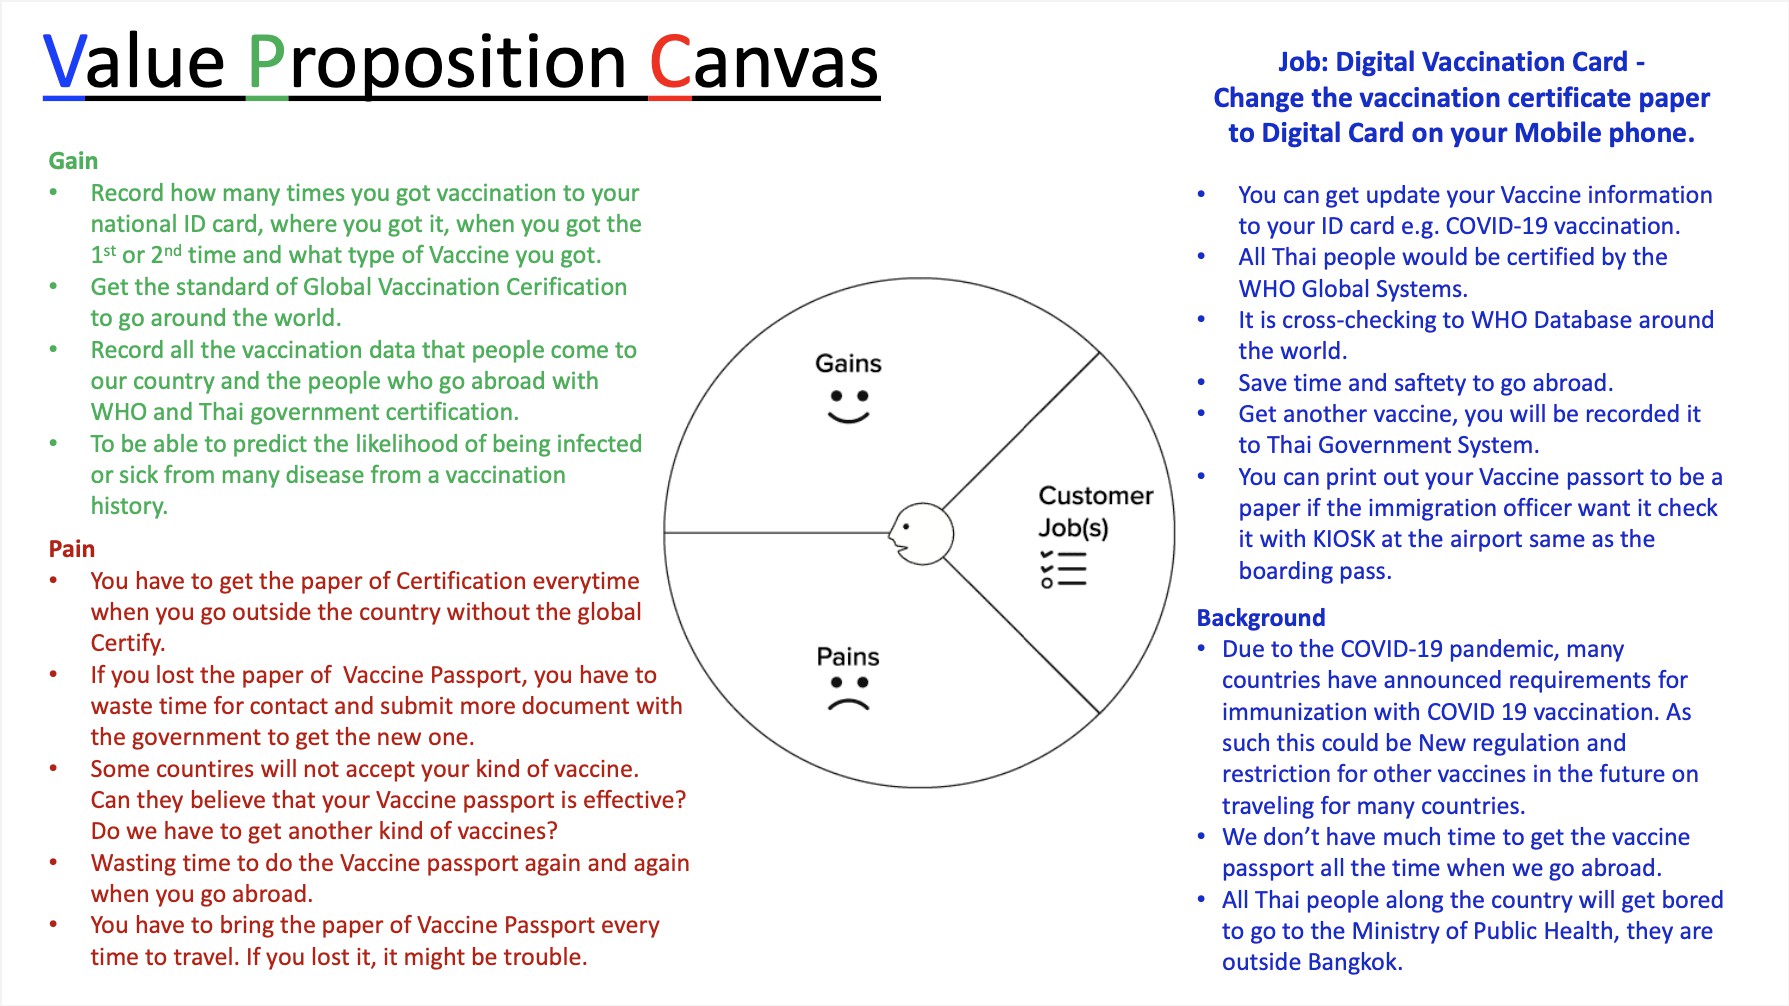 Value Proposition Canvas
Gain
• Record how many times you got vaccination to your
national ID card, where you got it, when you got the
1st or 2nd time and what type of Vaccine you got.
• Get the standard of Global Vaccination Cerification
to go around the world.
• Record all the vaccination data that people come to
our country and the people who go abroad with
WHO and Thai government certification.
• To be able to predict the likelihood of being infected
or sick from many disease from a vaccination
history.
Pain
• You have to get the paper of Certification everytime
when you go outside the country without the global
Certify.
• If you lost the paper of Vaccine Passport, you have to
waste time for contact and submit more document with
the government to get the new one.
• Some countires will not accept your kind of vaccine.
Can they believe that your Vaccine passport is effective?
Do we have to get another kind of vaccines?
• Wasting time to do the Vaccine passport again and again
when you go abroad.
• You have to bring the paper of Vaccine Passport every
time to travel. If you lost it, it might be trouble.
Gains
Customer
Job(s)
Pains
Job: Digital Vaccination Card -
Change the vaccination certificate paper
to Digital Card on your Mobile phone.
• You can get update your Vaccine information
to your ID card e.g. COVID-19 vaccination.
• All Thai people would be certified by the
WHO Global Systems.
• It is cross-checking to WHO Database around
the world.
• Save time and saftety to go abroad.
• Get another vaccine, you will be recorded it
to Thai Government System.
• You can print out your Vaccine passort to be a
paper if the immigration officer want it check
it with KIOSK at the airport same as the
boarding pass.
Background
• Due to the COVID-19 pandemic, many
countries have announced requirements for
immunization with COVID 19 vaccination. As
such this could be New regulation and
restriction for other vaccines in the future on
traveling for many countries.
• We don't have much time to get the vaccine
passport all the time when we go abroad.
• All Thai people along the country will get bored
to go to the Ministry of Public Health, they are
outside Bangkok.